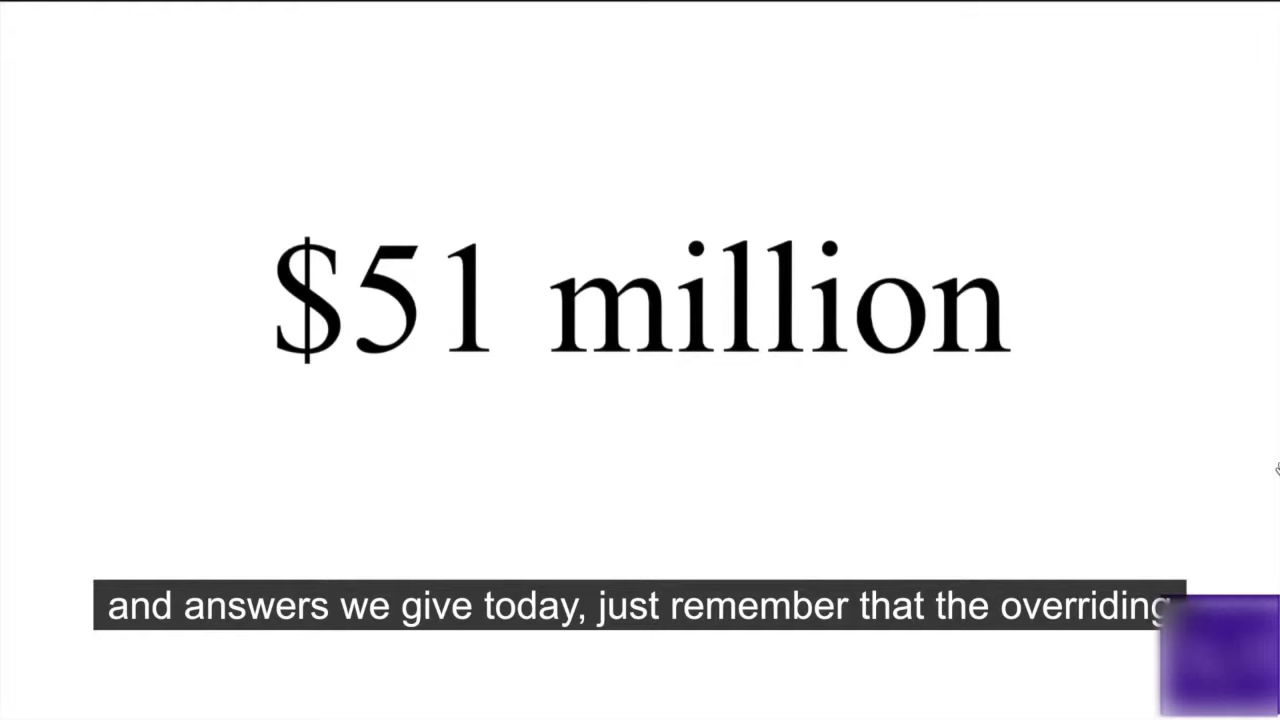 $51 million
and answers we give today, just remember that the overriding